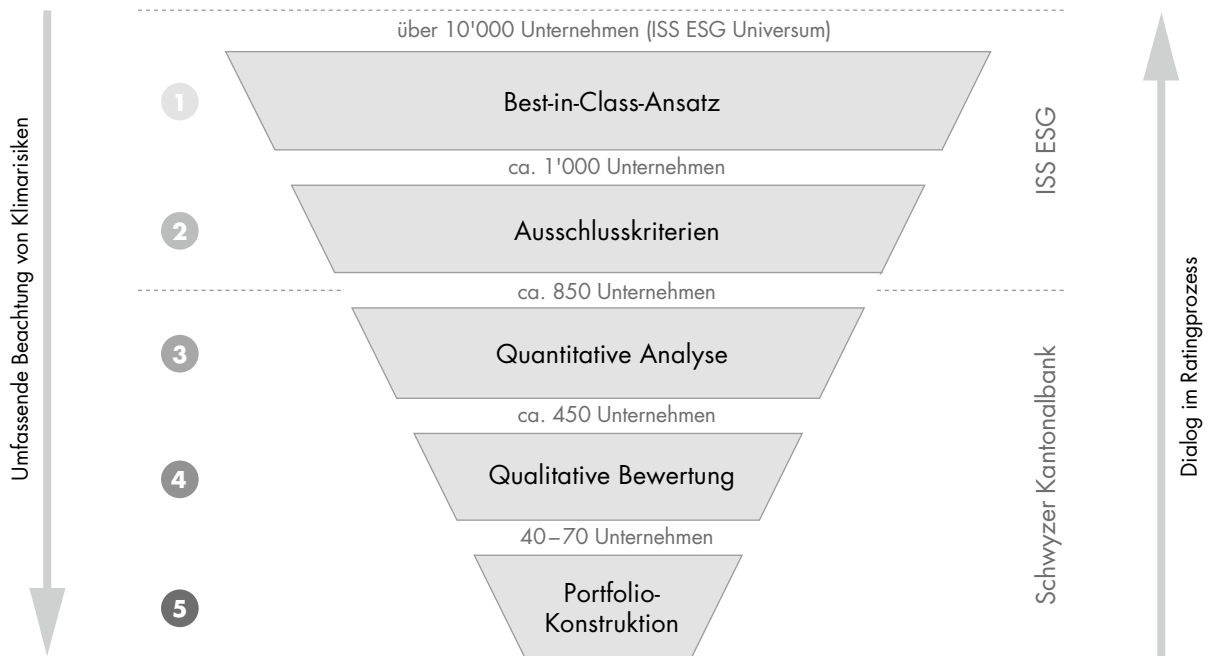 über 10'000 Unternehmen (ISS ESG Universum)
1
Best-in-Class-Ansatz
ca. 1'000 Unternehmen
2
Ausschlusskriterien
ca. 850 Unternehmen
3
Quantitative Analyse
ca. 450 Unternehmen
4
Qualitative Bewertung
40–70 Unternehmen
5
Portfolio-
Konstruktion
Umfassende Beachtung von Klimarisiken
ISS ESG
Schwyzer Kantonalbank
Dialog im Ratingprozess